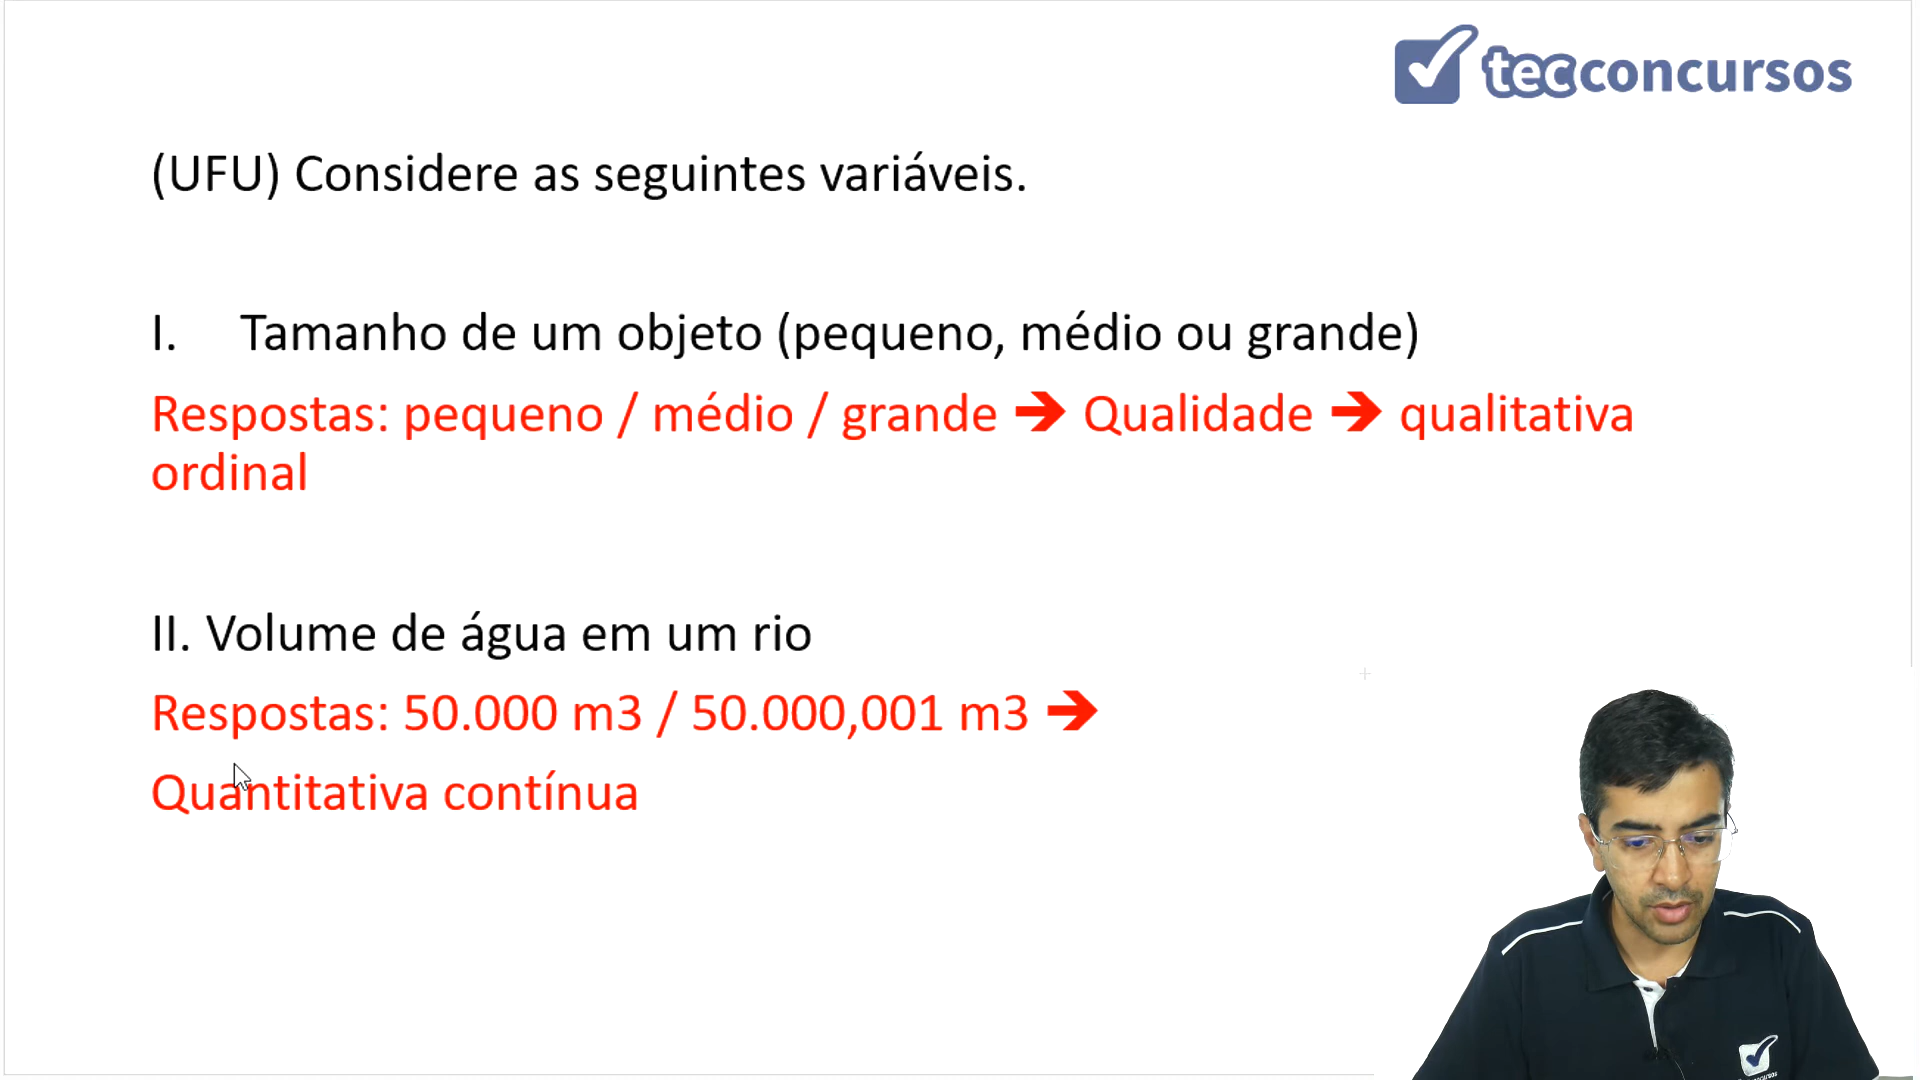 tecconcursos
(UFU) Considere as seguintes variáveis.
I. Tamanho de um objeto (pequeno, médio ou grande)
Respostas: pequeno / médio / grande ➔ Qualidade ➔ qualitativa
ordinal
II. Volume de água em um rio
Respostas: 50.000 m3 / 50.000,001 m3 ➔
Quantitativa contínua